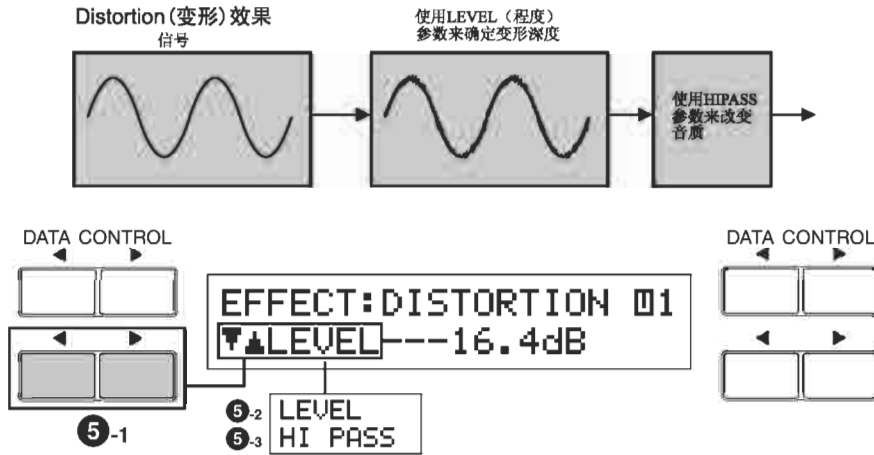 Distortion (变形) 效果
信号
使用LEVEL（程度）
参数来确定变形深度
使用HIPASS
参数来改变
音质
DATA CONTROL
◀ ▶
◀ ▶
DATA CONTROL
◀ ▶
◀ ▶
EFFECT:DISTORTION 1
▼▲LEVEL---16.4dB
5-1
5-2 LEVEL
5-3 HI PASS